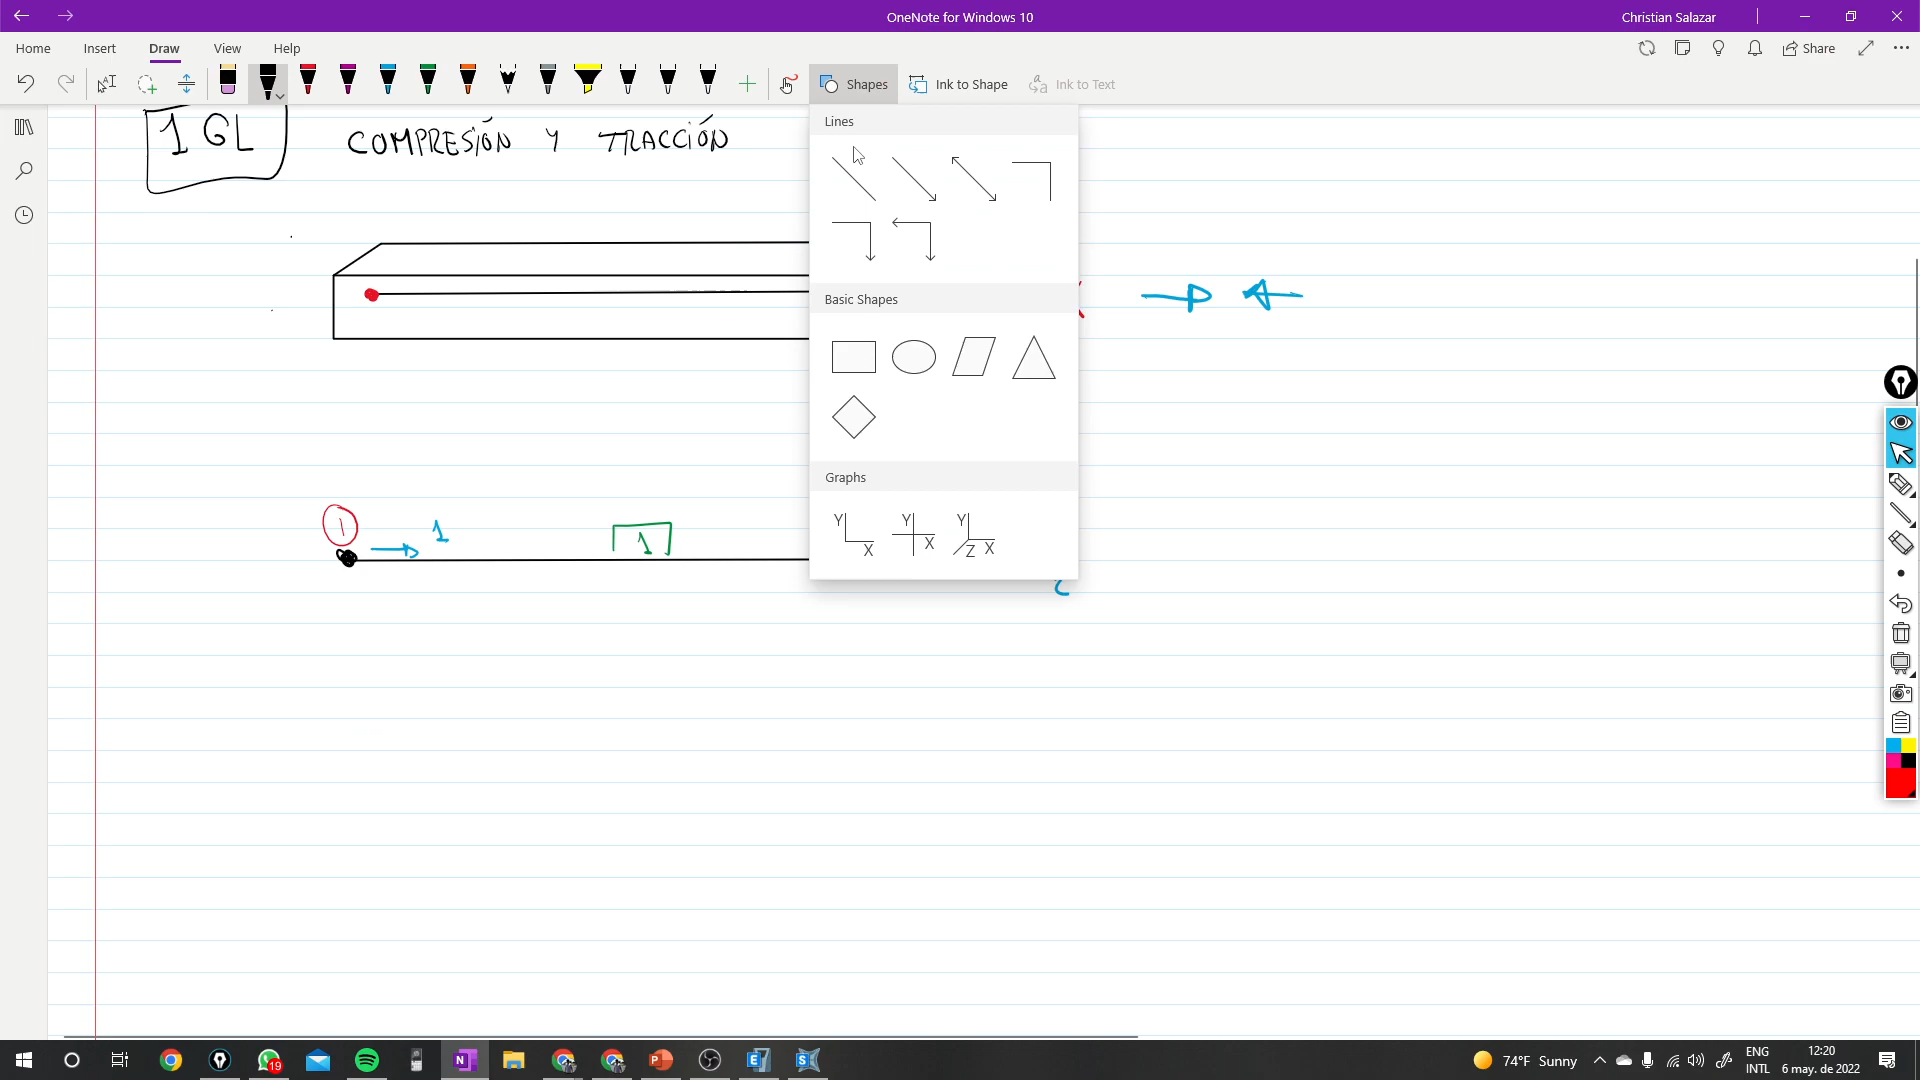 OneNote for Windows 10
Christian Salazar
Home Insert Draw View Help
Share
Shapes
Ink to Shape
Ink to Text
1 GL
COMPRESIÓN Y TRACCIÓN
Lines
Basic Shapes
Graphs
Y X
Y X
Y Z X
1
1
1
19
74°F Sunny
ENG
INTL
12:20
6 may. de 2022